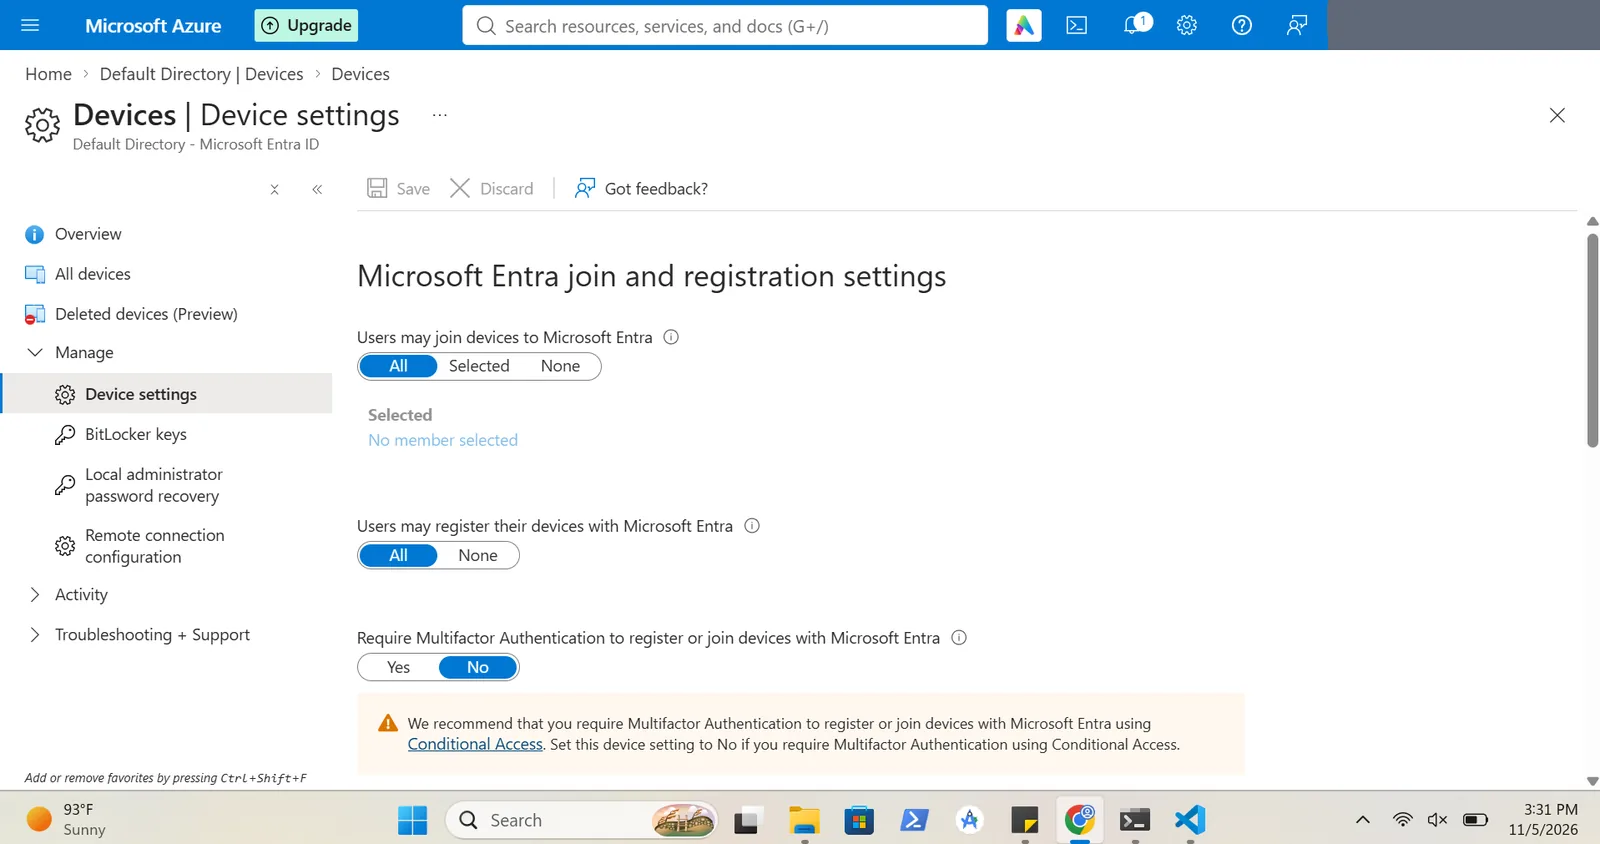 Microsoft Azure
Upgrade
Search resources, services, and docs (G+/)
1
Home > Default Directory | Devices > Devices
Devices | Device settings ...
Default Directory - Microsoft Entra ID
Save
Discard
Got feedback?
Overview
All devices
Deleted devices (Preview)
Manage
Device settings
BitLocker keys
Local administrator
password recovery
Remote connection
configuration
Activity
Troubleshooting + Support
Add or remove favorites by pressing Ctrl+Shift+F
Microsoft Entra join and registration settings
Users may join devices to Microsoft Entra
All Selected None
Selected
No member selected
Users may register their devices with Microsoft Entra
All None
Require Multifactor Authentication to register or join devices with Microsoft Entra
Yes No
We recommend that you require Multifactor Authentication to register or join devices with Microsoft Entra using
Conditional Access. Set this device setting to No if you require Multifactor Authentication using Conditional Access.
93°F
Sunny
Search
3:31 PM
11/5/2026